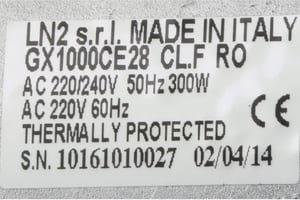 LN2 s.r.l. MADE IN ITALY
GX1000CE28 CL.F RO
AC 220/240V 50Hz 300W
AC 220V 60Hz
THERMALLY PROTECTED CE
S.N. 10161010027 02/04/14